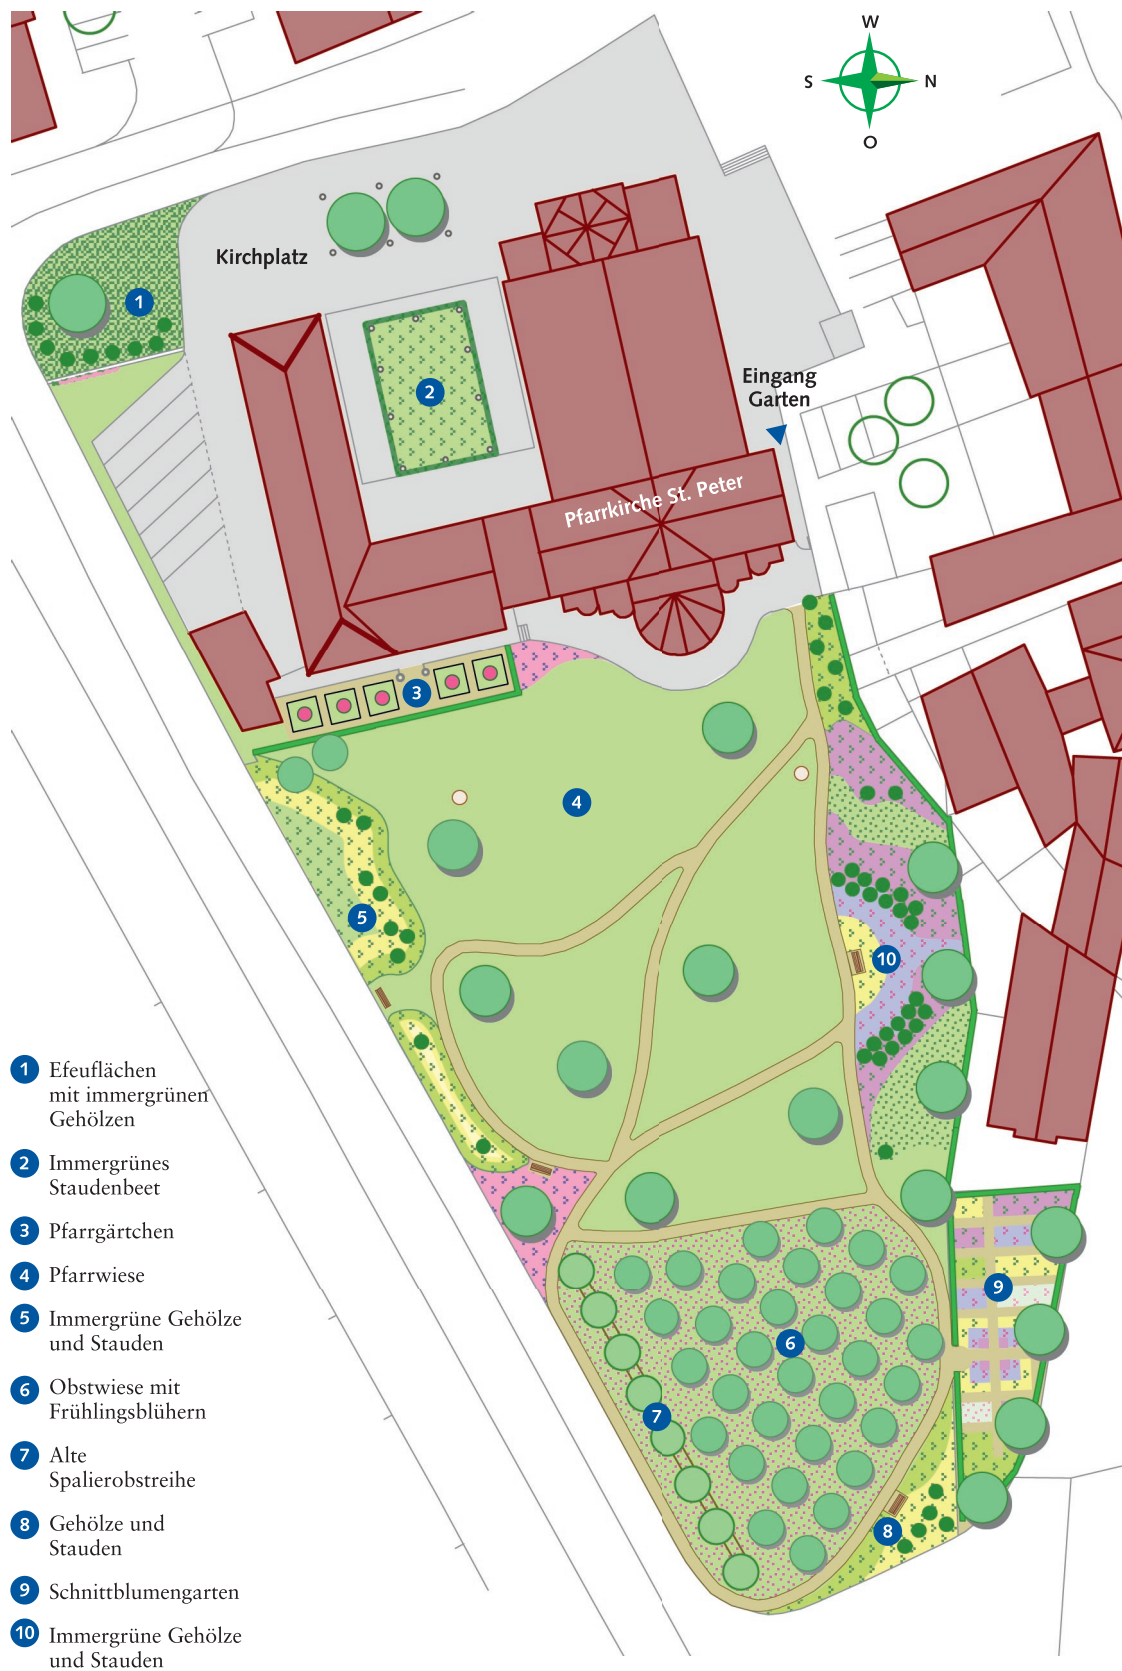 W
S
N
O
Kirchplatz
1
2
Eingang
Garten
Pfarrkirche St. Peter
3
4
5
10
9
6
7
8
1 Efeuflächen
mit immergrünen
Gehölzen
2 Immergrünes
Staudenbeet
3 Pfarrgärtchen
4 Pfarrwiese
5 Immergrüne Gehölze
und Stauden
6 Obstwiese mit
Frühlingsblühern
7 Alte
Spalierobstreihe
8 Gehölze und
Stauden
9 Schnittblumengarten
10 Immergrüne Gehölze
und Stauden